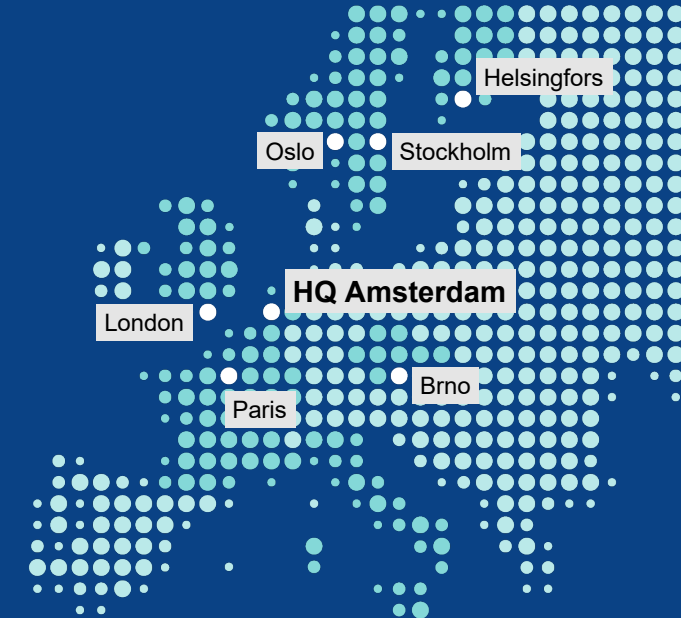 Helsingfors
Oslo
Stockholm
HQ Amsterdam
London
Brno
Paris